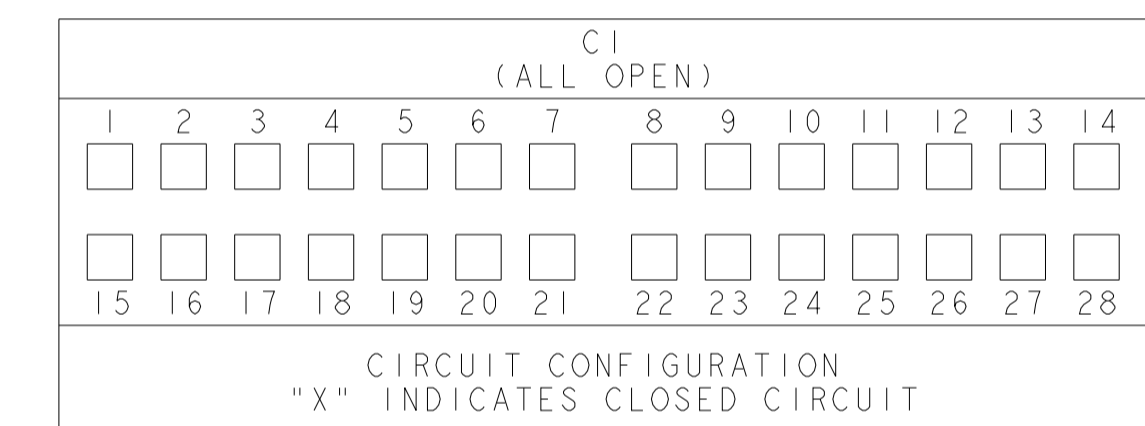 C1
(ALL OPEN)
1 2 3 4 5 6 7 8 9 10 11 12 13 14
15 16 17 18 19 20 21 22 23 24 25 26 27 28
CIRCUIT CONFIGURATION
"X" INDICATES CLOSED CIRCUIT